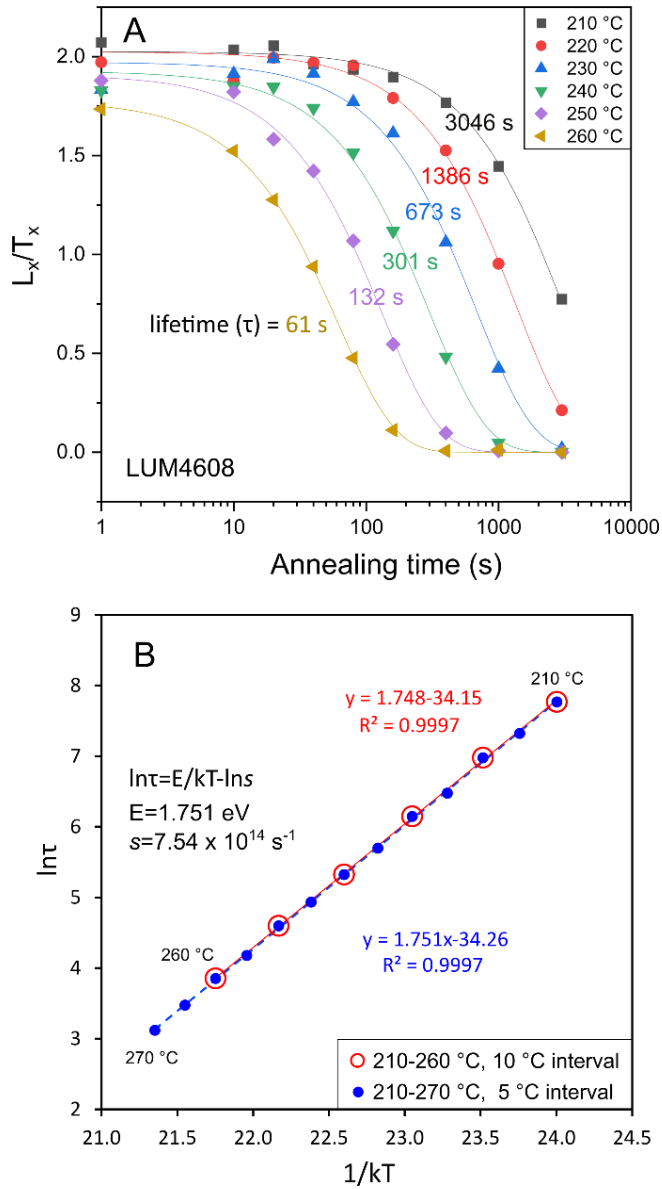 A
210 °C
220 °C
230 °C
240 °C
250 °C
260 °C
2.0
1.5
1.0
0.5
0.0
Lₓ/Tₓ
3046 s
1386 s
673 s
301 s
132 s
lifetime (τ) = 61 s
LUM4608
1 10 100 1000 10000
Annealing time (s)
B
9
8
7
6
5
4
3
2
lnτ
210 °C
y = 1.748-34.15
R² = 0.9997
lnτ=E/kT-lns
E=1.751 eV
s=7.54 x 10¹⁴ s⁻¹
260 °C
y = 1.751x-34.26
R² = 0.9997
270 °C
210-260 °C, 10 °C interval
210-270 °C, 5 °C interval
21.0 21.5 22.0 22.5 23.0 23.5 24.0 24.5
1/kT